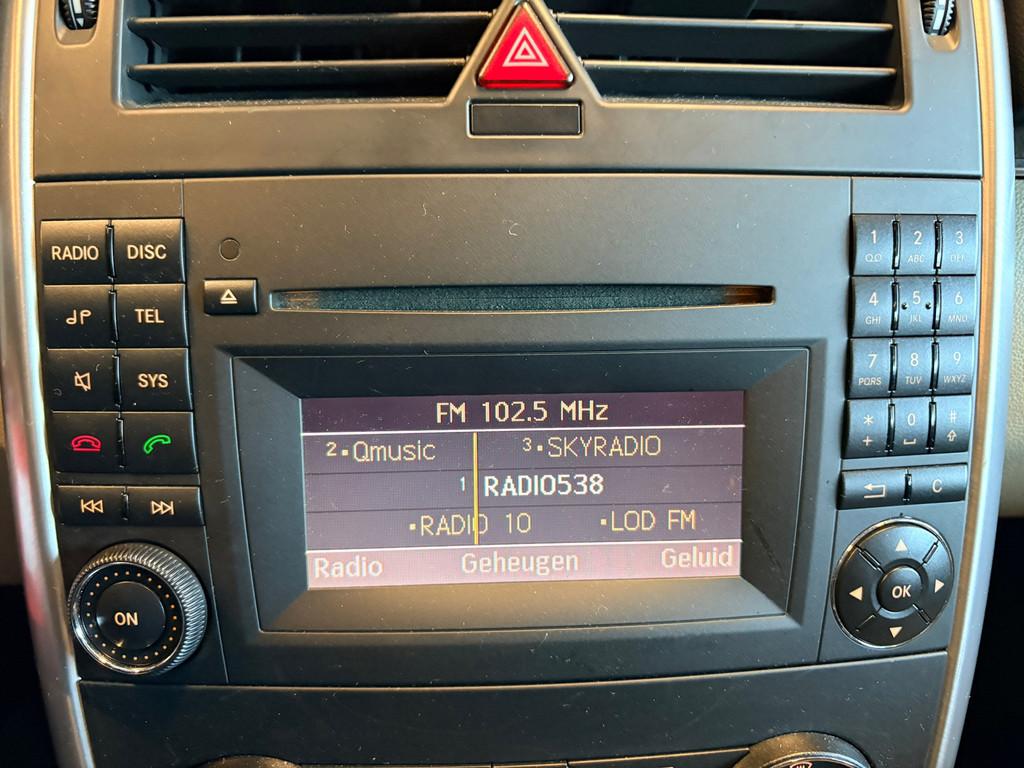 RADIO DISC
TEL
SYS
ON
FM 102.5 MHz
2 Qmusic 3 SKYRADIO
1 RADIO538
RADIO 10 LOD FM
Radio Geheugen Geluid
1 2 3
ABC DEF
4 5 6
GHI JKL MNO
7 8 9
PQRS TUV WXYZ
* 0 #
+
C
OK